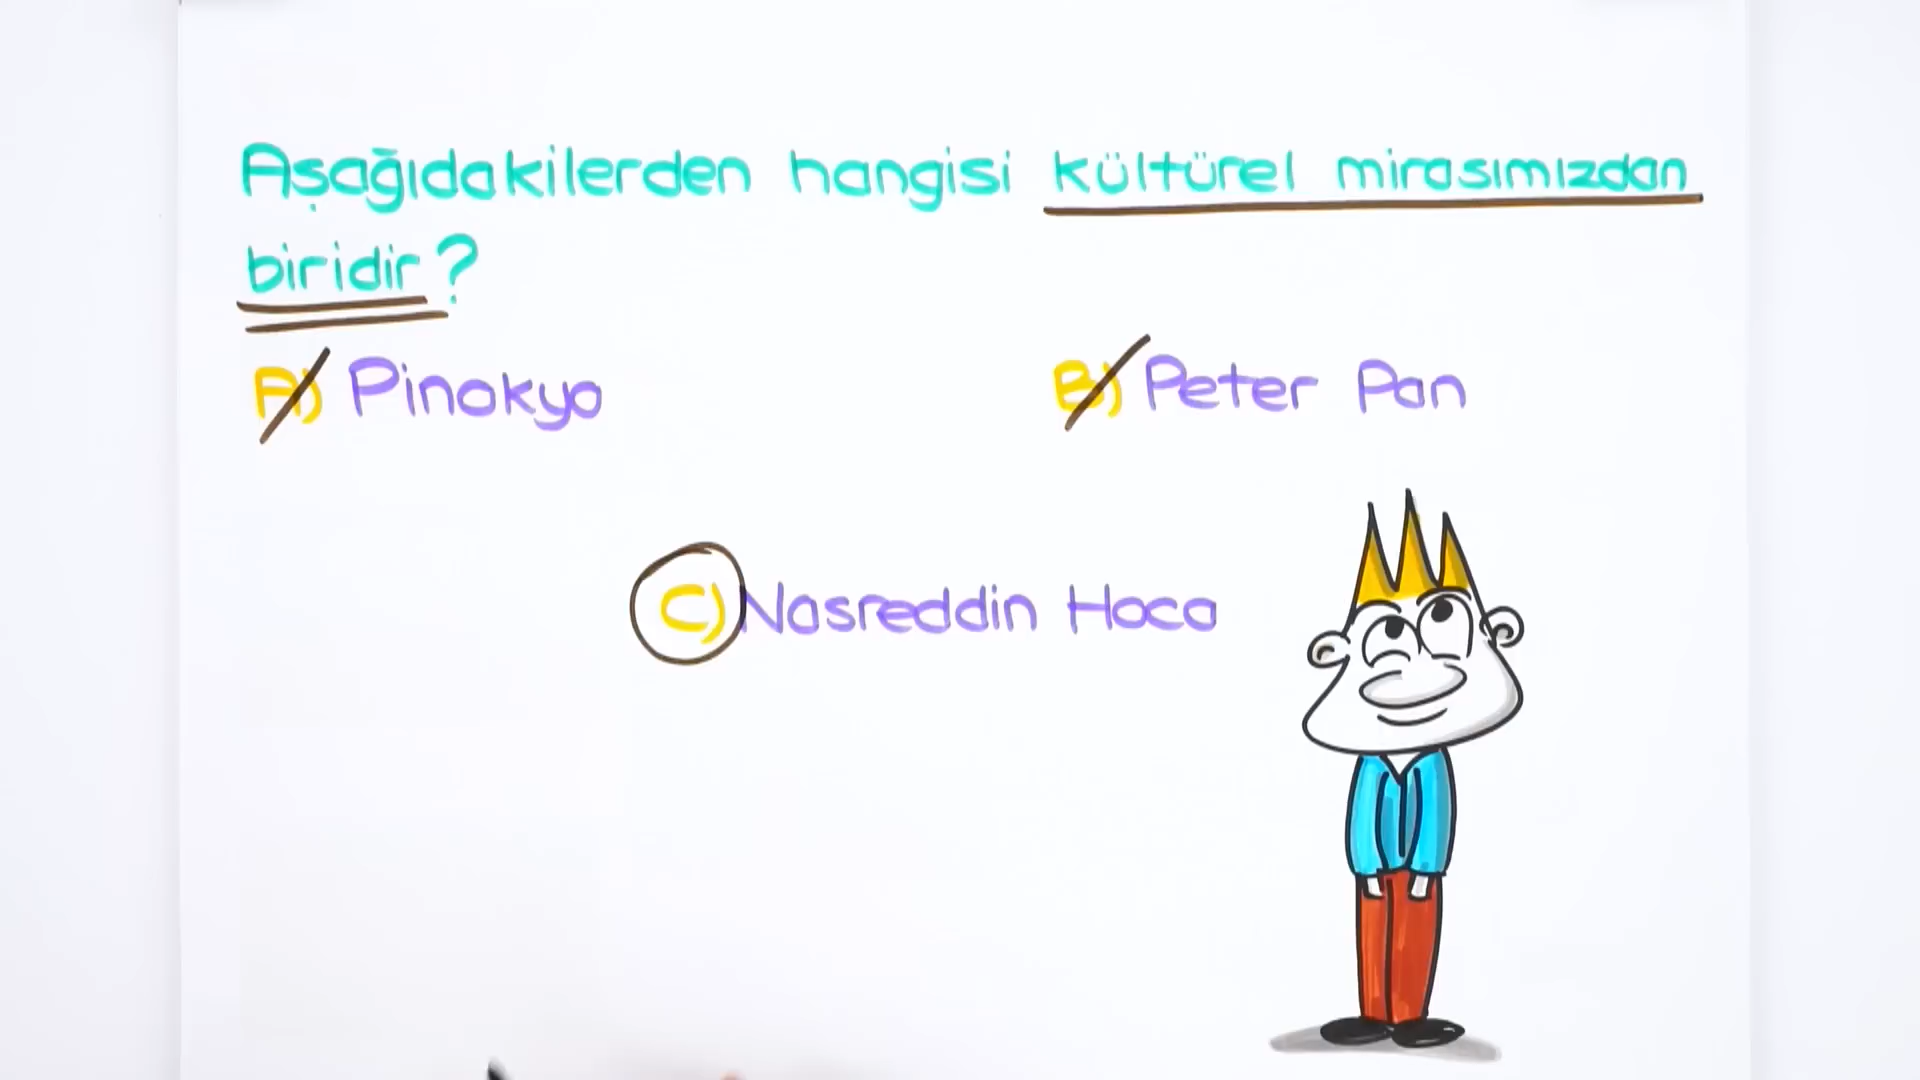 Aşağıdakilerden hangisi kültürel mirasımızdan
biridir?
A) Pinokyo
B) Peter Pan
C) Nasreddin Hoca